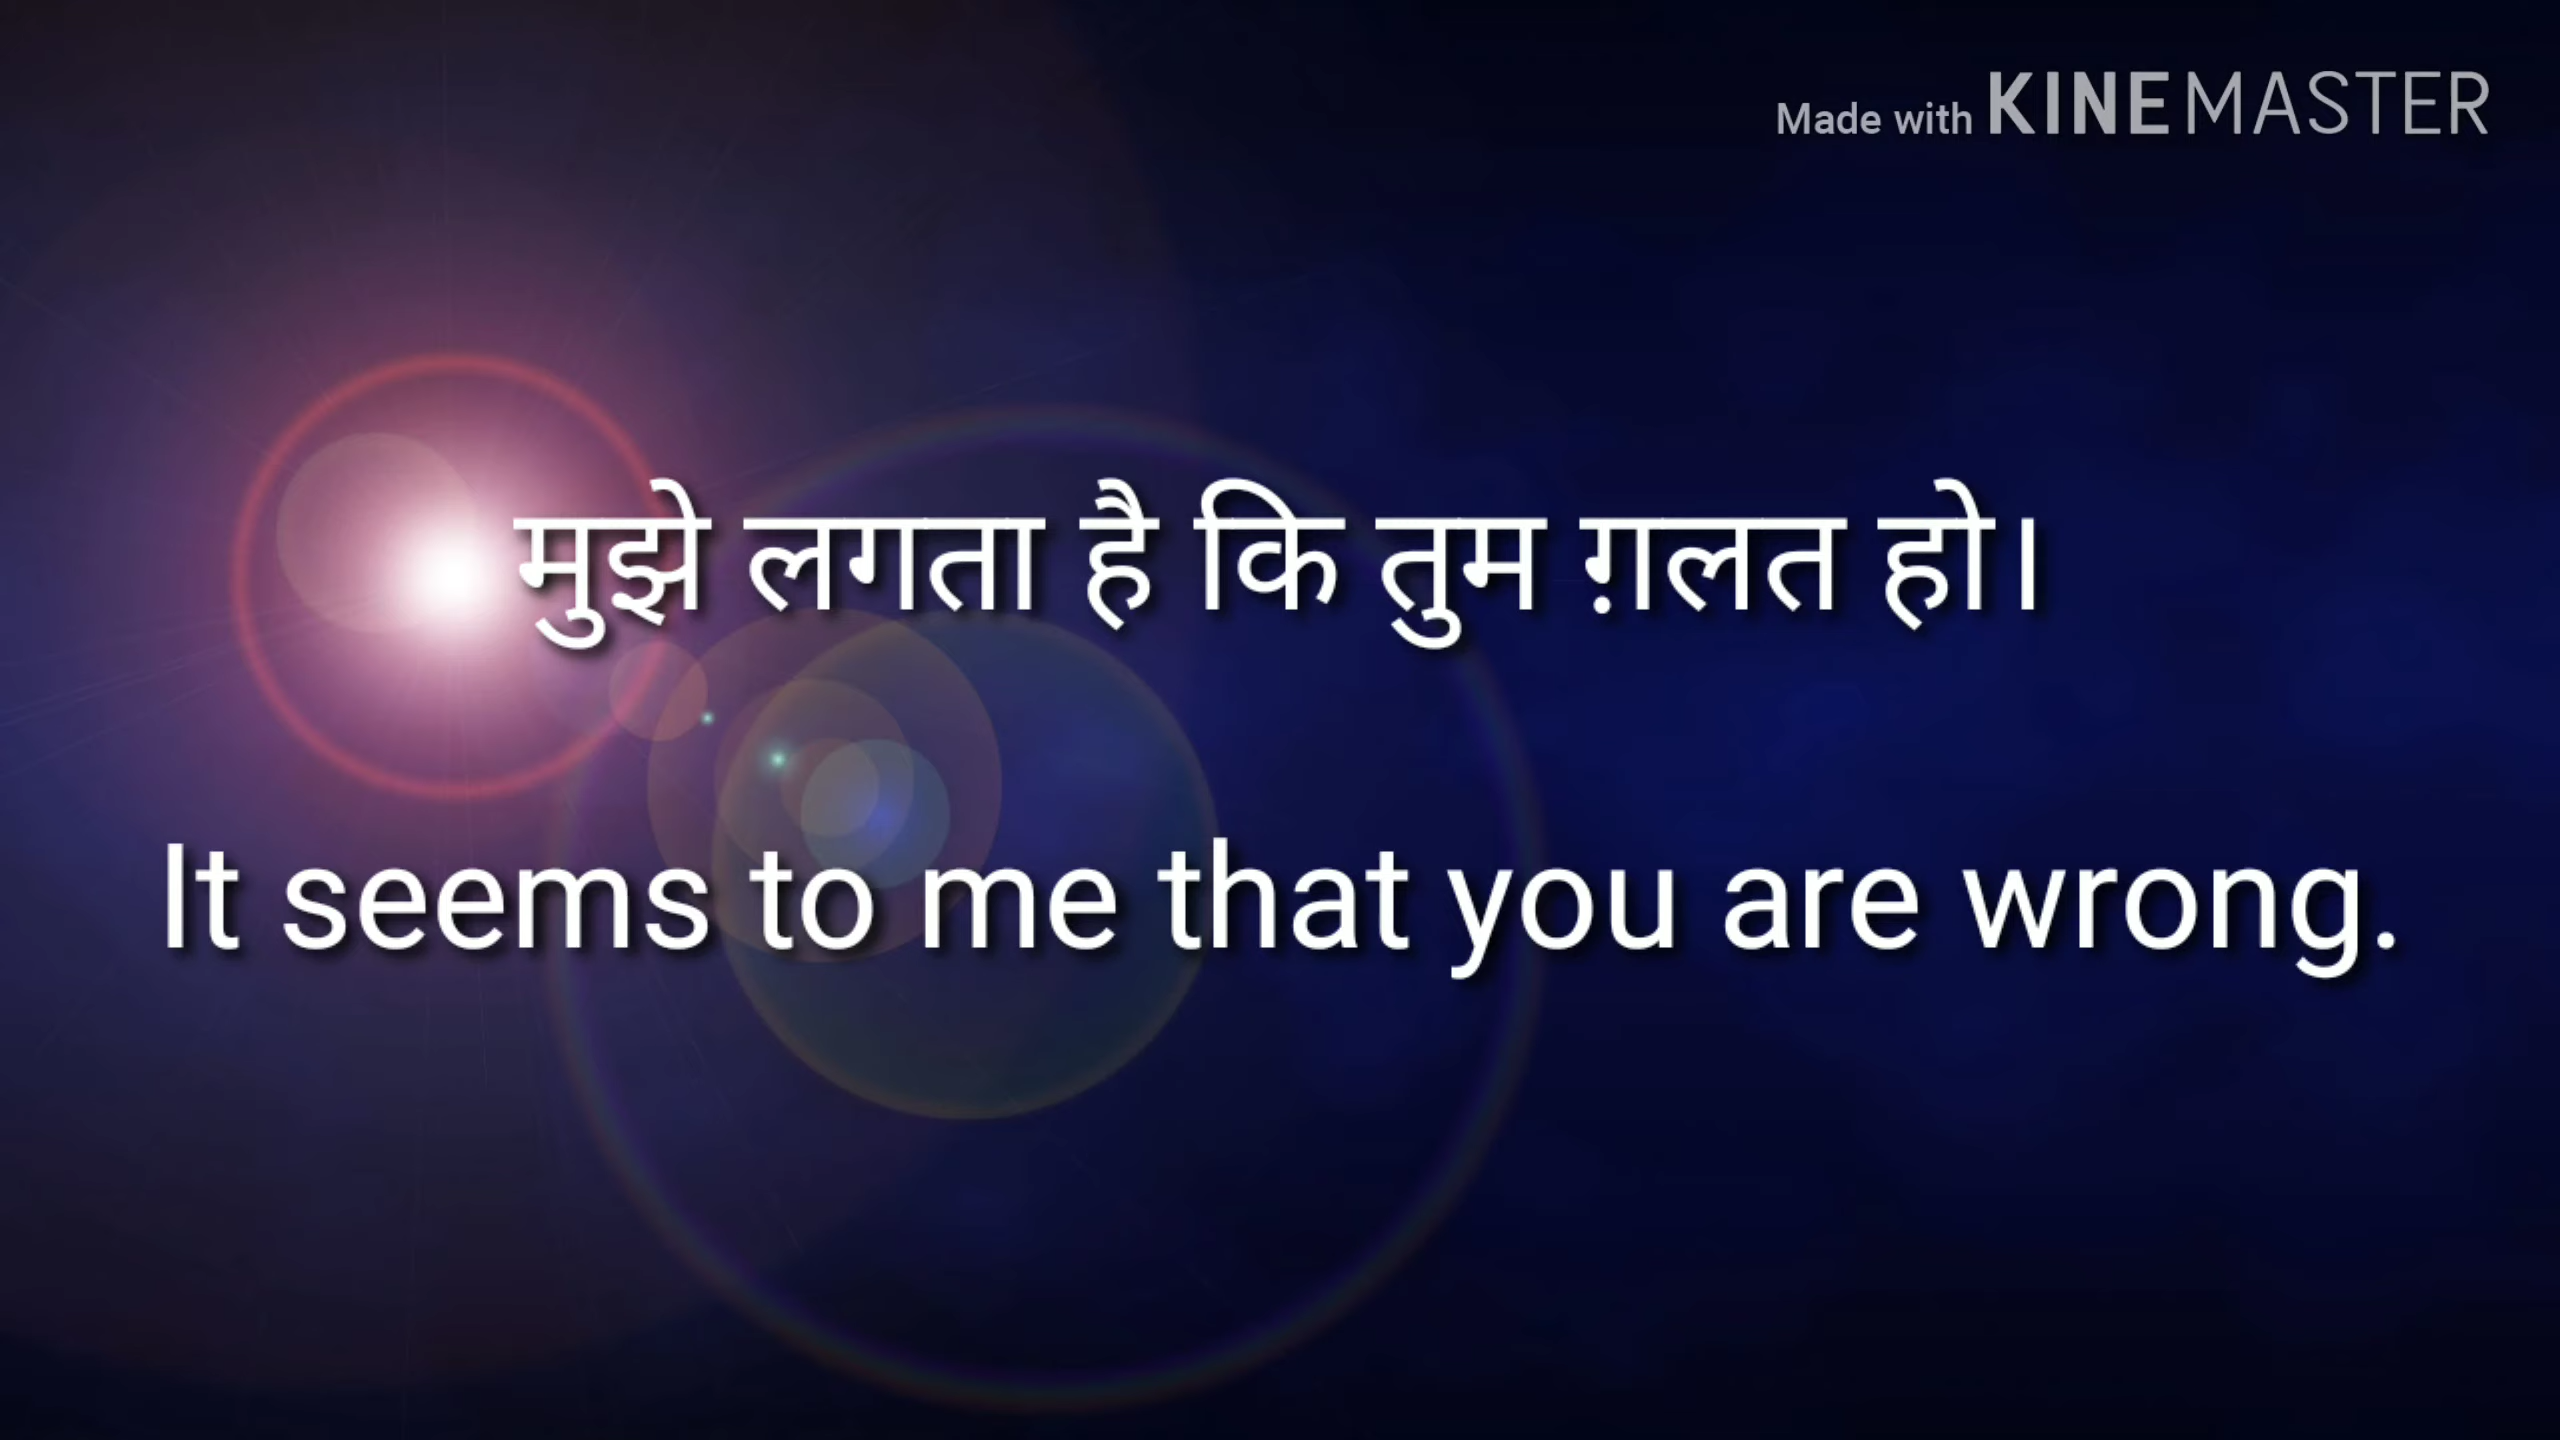 Made with KINEMASTER
मुझे लगता है कि तुम ग़लत हो।
It seems to me that you are wrong.